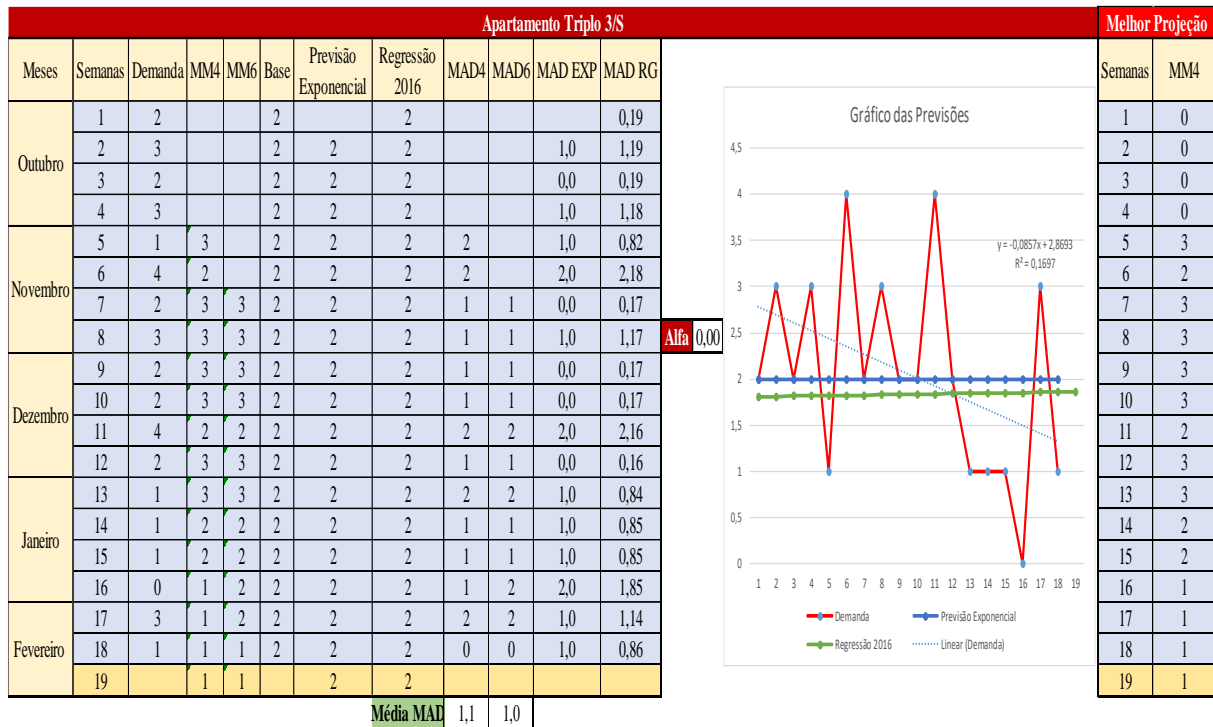 Apartamento Triplo 3/S Melhor Projeção
Meses Semanas Demanda MM4 MM6 Base Previsão Exponencial Regressão 2016 MAD4 MAD6 MAD EXP MAD RG Semanas MM4
Outubro
1 2 2 2 0,19
2 3 2 2 2 1,0 1,19
3 2 2 2 2 0,0 0,19
4 3 2 2 2 1,0 1,18
Novembro
5 1 3 2 2 2 2 1,0 0,82
6 4 2 2 2 2 2 2,0 2,18
7 2 3 3 2 2 2 1 1 0,0 0,17
8 3 3 3 2 2 2 1 1 1,0 1,17
Dezembro
9 2 3 3 2 2 2 1 1 0,0 0,17
10 2 3 3 2 2 2 1 1 0,0 0,17
11 4 2 2 2 2 2 2 2 2,0 2,16
12 2 3 3 2 2 2 1 1 0,0 0,16
Janeiro
13 1 3 3 2 2 2 2 2 1,0 0,84
14 1 2 2 2 2 2 1 1 1,0 0,85
15 1 2 2 2 2 2 1 1 1,0 0,85
16 0 1 2 2 2 2 1 2 2,0 1,85
Fevereiro
17 3 1 2 2 2 2 2 2 1,0 1,14
18 1 1 1 2 2 2 0 0 1,0 0,86
19 1 1 2 2
Média MAD 1,1 1,0
Alfa 0,00
Gráfico das Previsões
4,5
4
3,5
3
2,5
2
1,5
1
0,5
0
y = -0,0857x + 2,8693
R² = 0,1697
1 2 3 4 5 6 7 8 9 10 11 12 13 14 15 16 17 18 19
Demanda Previsão Exponencial
Regressão 2016 Linear (Demanda)
1 0
2 0
3 0
4 0
5 3
6 2
7 3
8 3
9 3
10 3
11 2
12 3
13 3
14 2
15 2
16 1
17 1
18 1
19 1